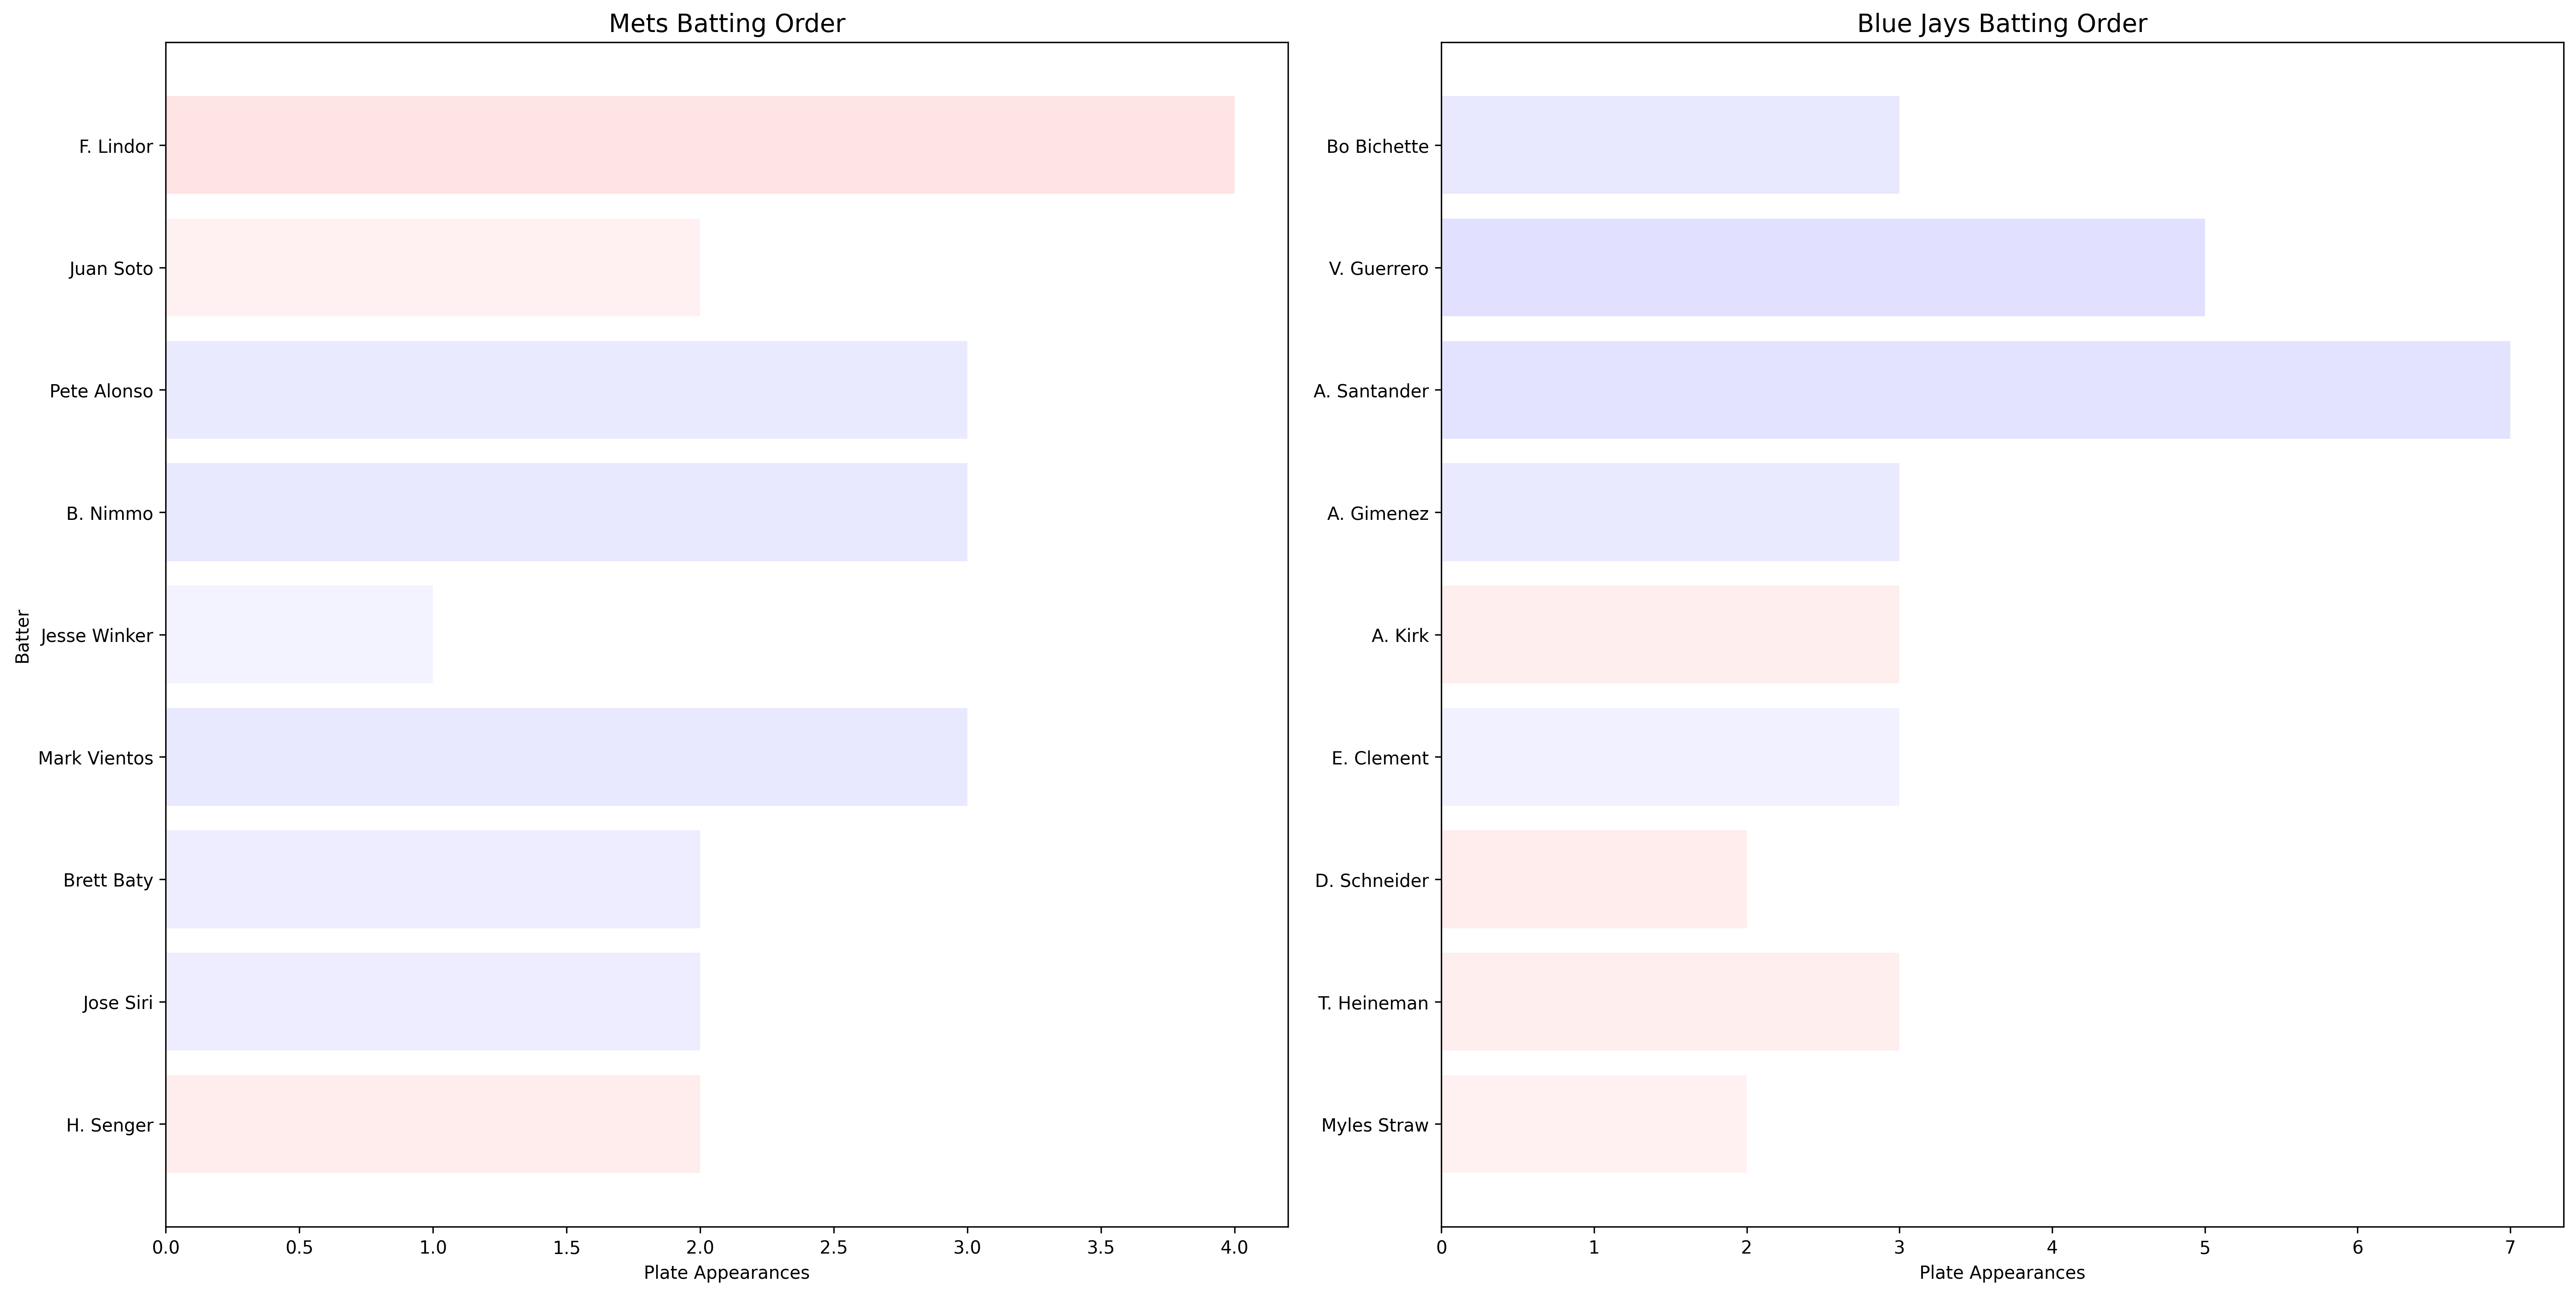 Mets Batting Order
Batter
F. Lindor
Juan Soto
Pete Alonso
B. Nimmo
Jesse Winker
Mark Vientos
Brett Baty
Jose Siri
H. Senger
0.0 0.5 1.0 1.5 2.0 2.5 3.0 3.5 4.0
Plate Appearances
Blue Jays Batting Order
Bo Bichette
V. Guerrero
A. Santander
A. Gimenez
A. Kirk
E. Clement
D. Schneider
T. Heineman
Myles Straw
0 1 2 3 4 5 6 7
Plate Appearances